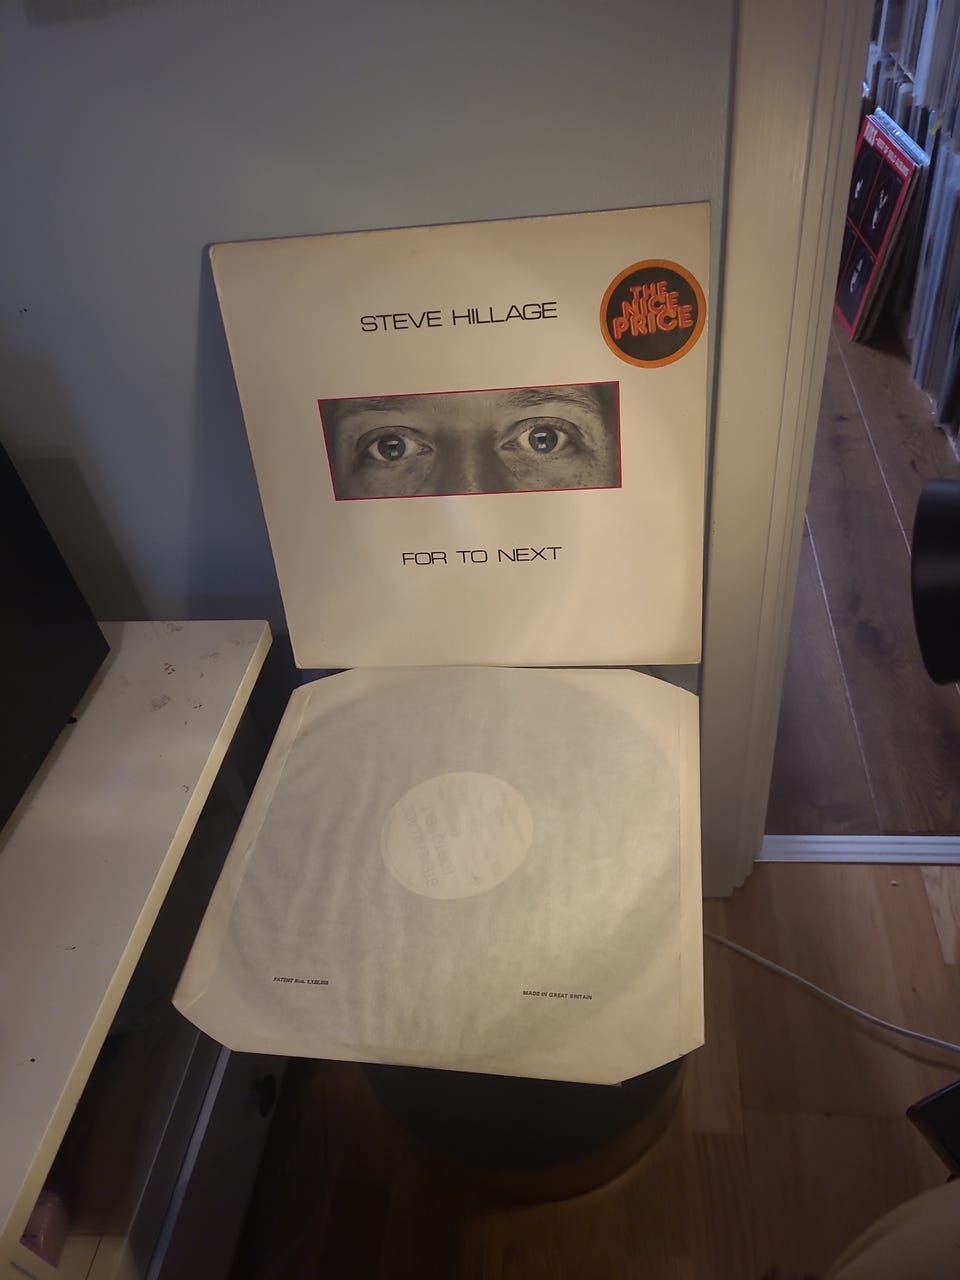 STEVE HILLAGE
THE
NICE
PRICE
FOR TO NEXT
MADE IN GREAT BRITAIN